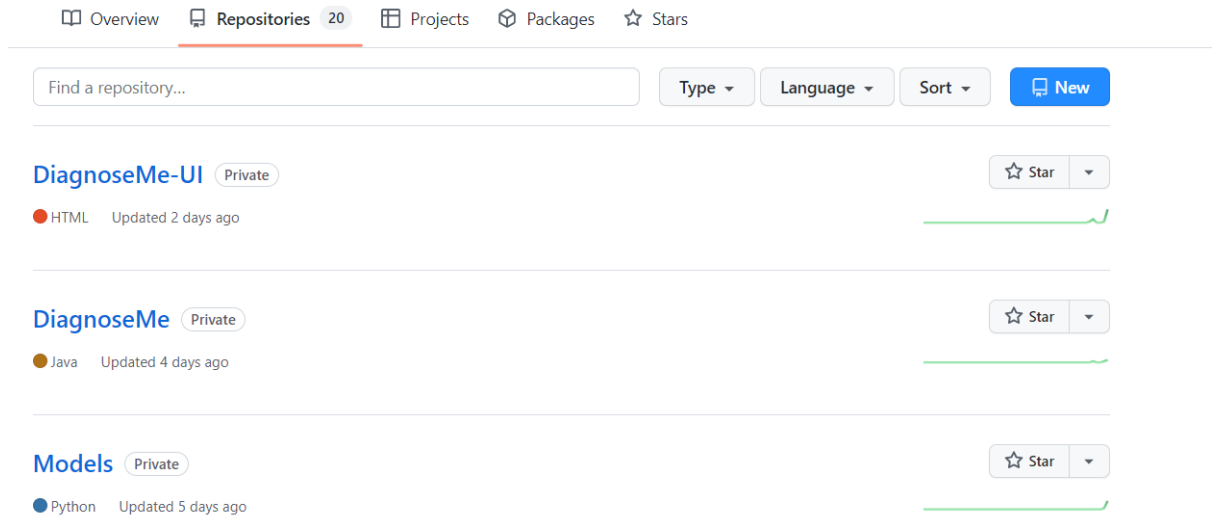 Overview Repositories 20 Projects Packages Stars
Find a repository... Type Language Sort New
DiagnoseMe-UI Private Star
HTML Updated 2 days ago
DiagnoseMe Private Star
Java Updated 4 days ago
Models Private Star
Python Updated 5 days ago